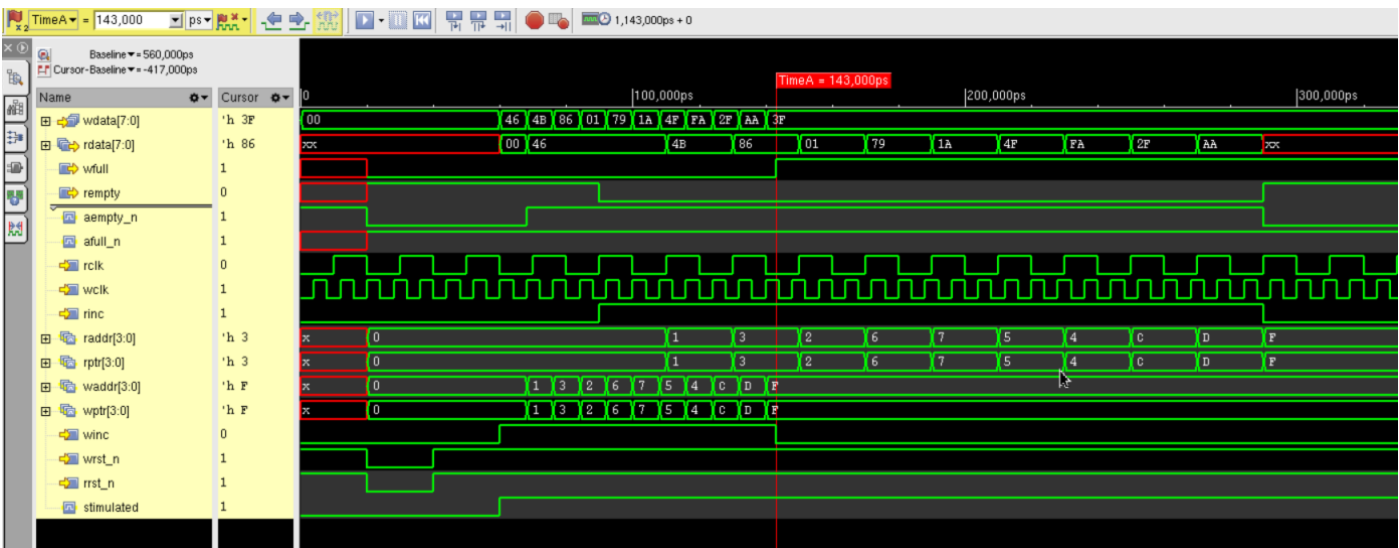 x2 TimeA = 143,000 ps 1,143,000ps + 0
Baseline = 560,000ps
Cursor-Baseline = -417,000ps
TimeA = 143,000ps
Name Cursor 0 100,000ps 200,000ps 300,000ps
wdata[7:0] 'h 3F 00 46 4B 86 01 79 1A 4F FA 2F AA 3F
rdata[7:0] 'h 86 xx 00 46 4B 86 01 79 1A 4F FA 2F AA xx
wfull 1
rempty 0
aempty_n 1
afull_n 1
rclk 0
wclk 1
rinc 1
raddr[3:0] 'h 3 x 0 1 3 2 6 7 5 4 C D F
rptr[3:0] 'h 3 x 0 1 3 2 6 7 5 4 C D F
waddr[3:0] 'h F x 0 1 3 2 6 7 5 4 C D F
wptr[3:0] 'h F x 0 1 3 2 6 7 5 4 C D F
winc 0
wrst_n 1
rrst_n 1
stimulated 1